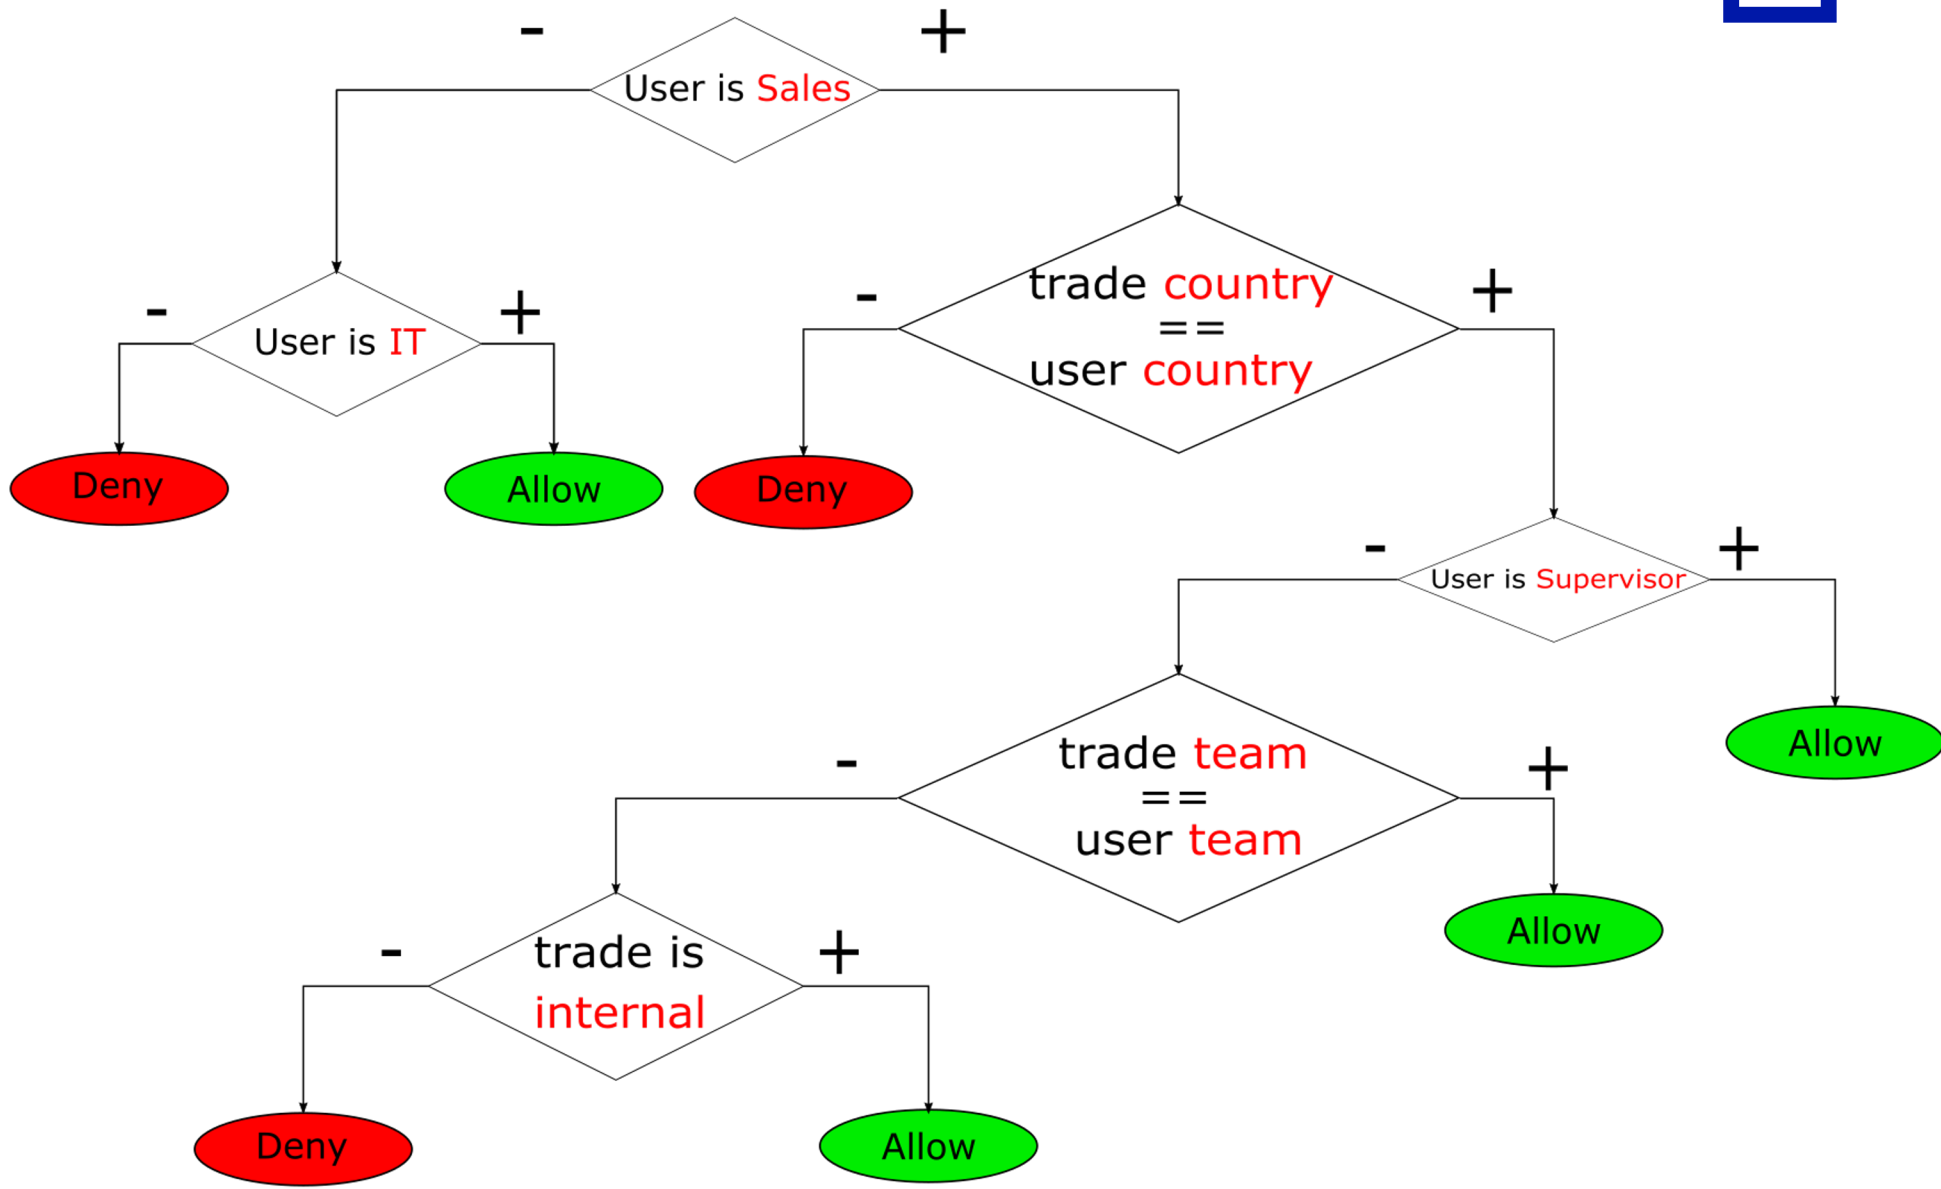 -
+
User is Sales
-
User is IT
+
-
trade country
==
user country
+
Deny
Allow
Deny
-
User is Supervisor
+
-
trade team
==
user team
+
Allow
-
trade is
internal
+
Allow
Deny
Allow